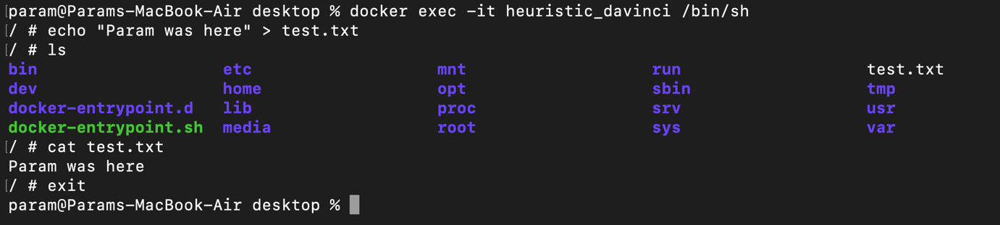 [param@Params-MacBook-Air desktop % docker exec -it heuristic_davinci /bin/sh
[/ # echo "Param was here" > test.txt
[/ # ls
bin etc mnt run test.txt
dev home opt sbin tmp
docker-entrypoint.d lib proc srv usr
docker-entrypoint.sh media root sys var
[/ # cat test.txt
Param was here
[/ # exit
param@Params-MacBook-Air desktop %